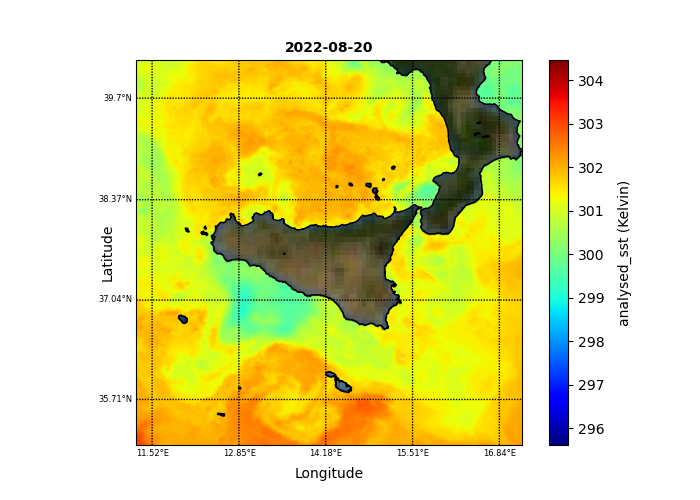 2022-08-20
39.7°N
38.37°N
37.04°N
35.71°N
Latitude
11.52°E 12.85°E 14.18°E 15.51°E 16.84°E
Longitude
304
303
302
301
300
299
298
297
296
analysed_sst (Kelvin)